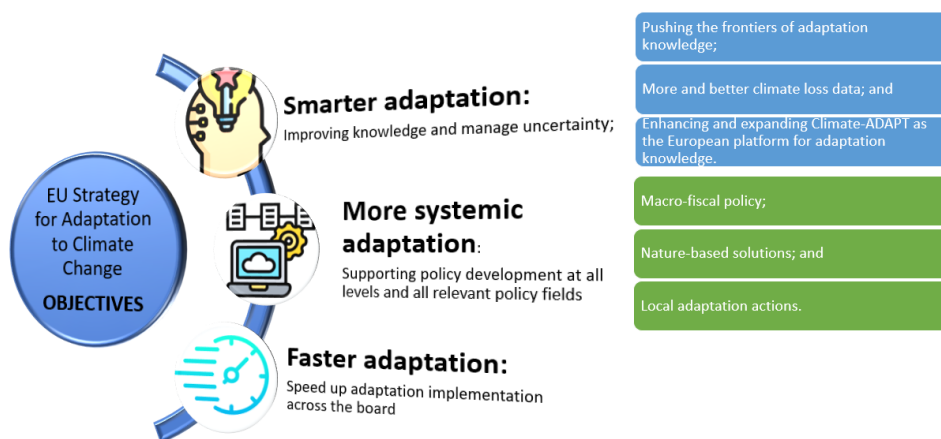 EU Strategy
for Adaptation
to Climate
Change
OBJECTIVES
Smarter adaptation:
Improving knowledge and manage uncertainty;
Pushing the frontiers of adaptation
knowledge;
More and better climate loss data; and
Enhancing and expanding Climate-ADAPT as
the European platform for adaptation
knowledge.
More systemic
adaptation:
Supporting policy development at all
levels and all relevant policy fields
Macro-fiscal policy;
Nature-based solutions; and
Local adaptation actions.
Faster adaptation:
Speed up adaptation implementation
across the board